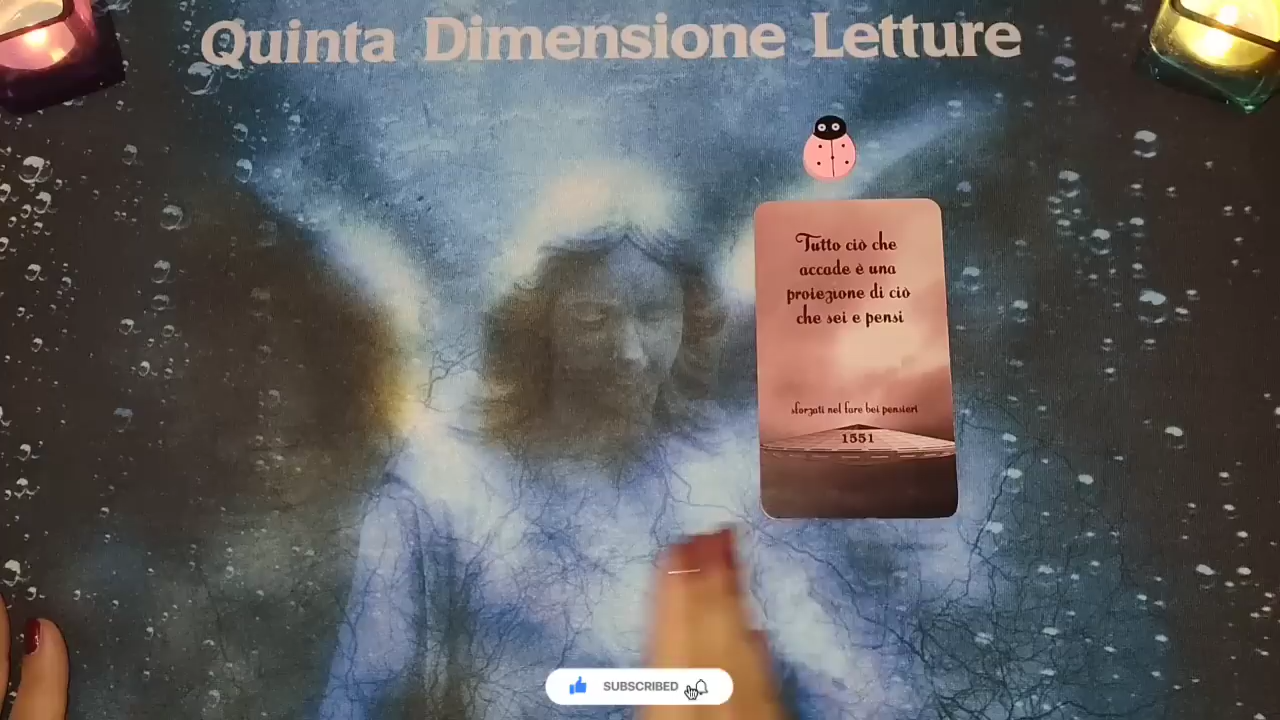 Quinta Dimensione Letture
Tutto ciò che
accade è una
proiezione di ciò
che sei e pensi
sforzati nel fare bei pensieri
1551
SUBSCRIBED